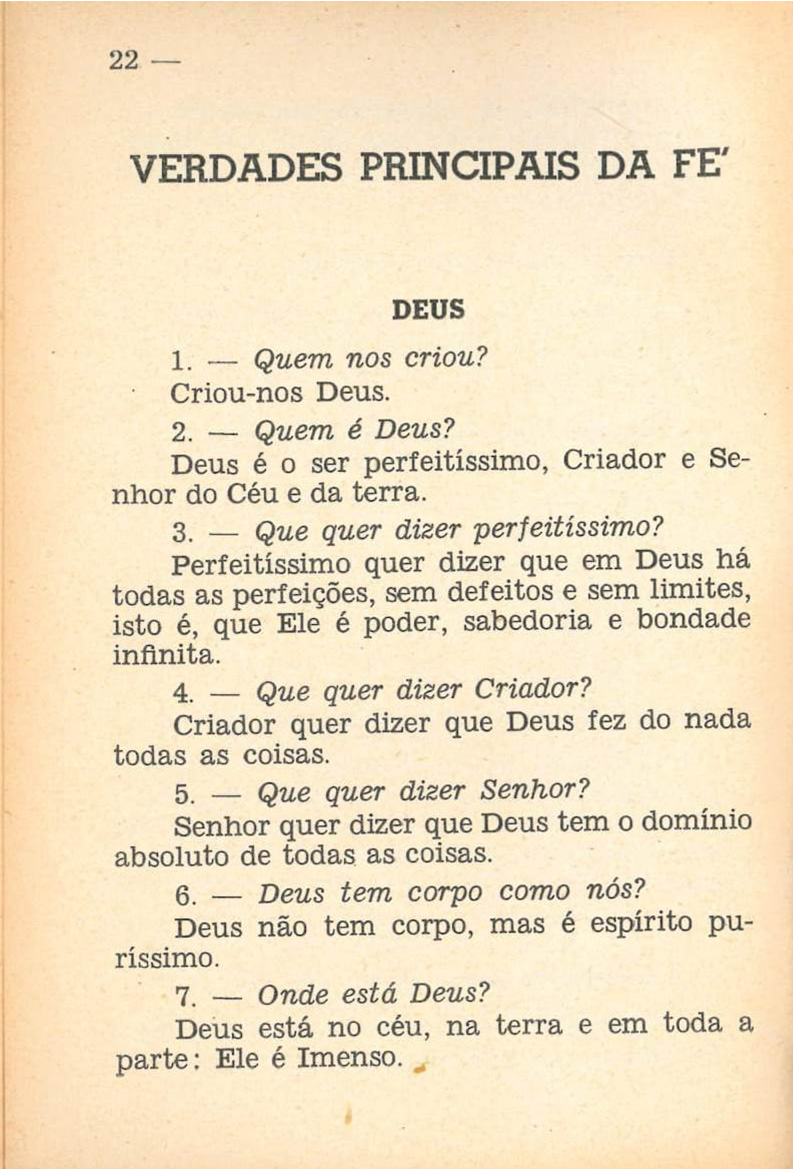 22 —
VERDADES PRINCIPAIS DA FE´
DEUS
1. — Quem nos criou?
Criou-nos Deus.
2. — Quem é Deus?
Deus é o ser perfeitíssimo, Criador e Se-
nhor do Céu e da terra.
3. — Que quer dizer perfeitíssimo?
Perfeitíssimo quer dizer que em Deus há
todas as perfeições, sem defeitos e sem limites,
isto é, que Ele é poder, sabedoria e bondade
infinita.
4. — Que quer dizer Criador?
Criador quer dizer que Deus fez do nada
todas as coisas.
5. — Que quer dizer Senhor?
Senhor quer dizer que Deus tem o domínio
absoluto de todas as coisas.
6. — Deus tem corpo como nós?
Deus não tem corpo, mas é espírito pu-
ríssimo.
7. — Onde está Deus?
Deus está no céu, na terra e em toda a
parte: Ele é Imenso.